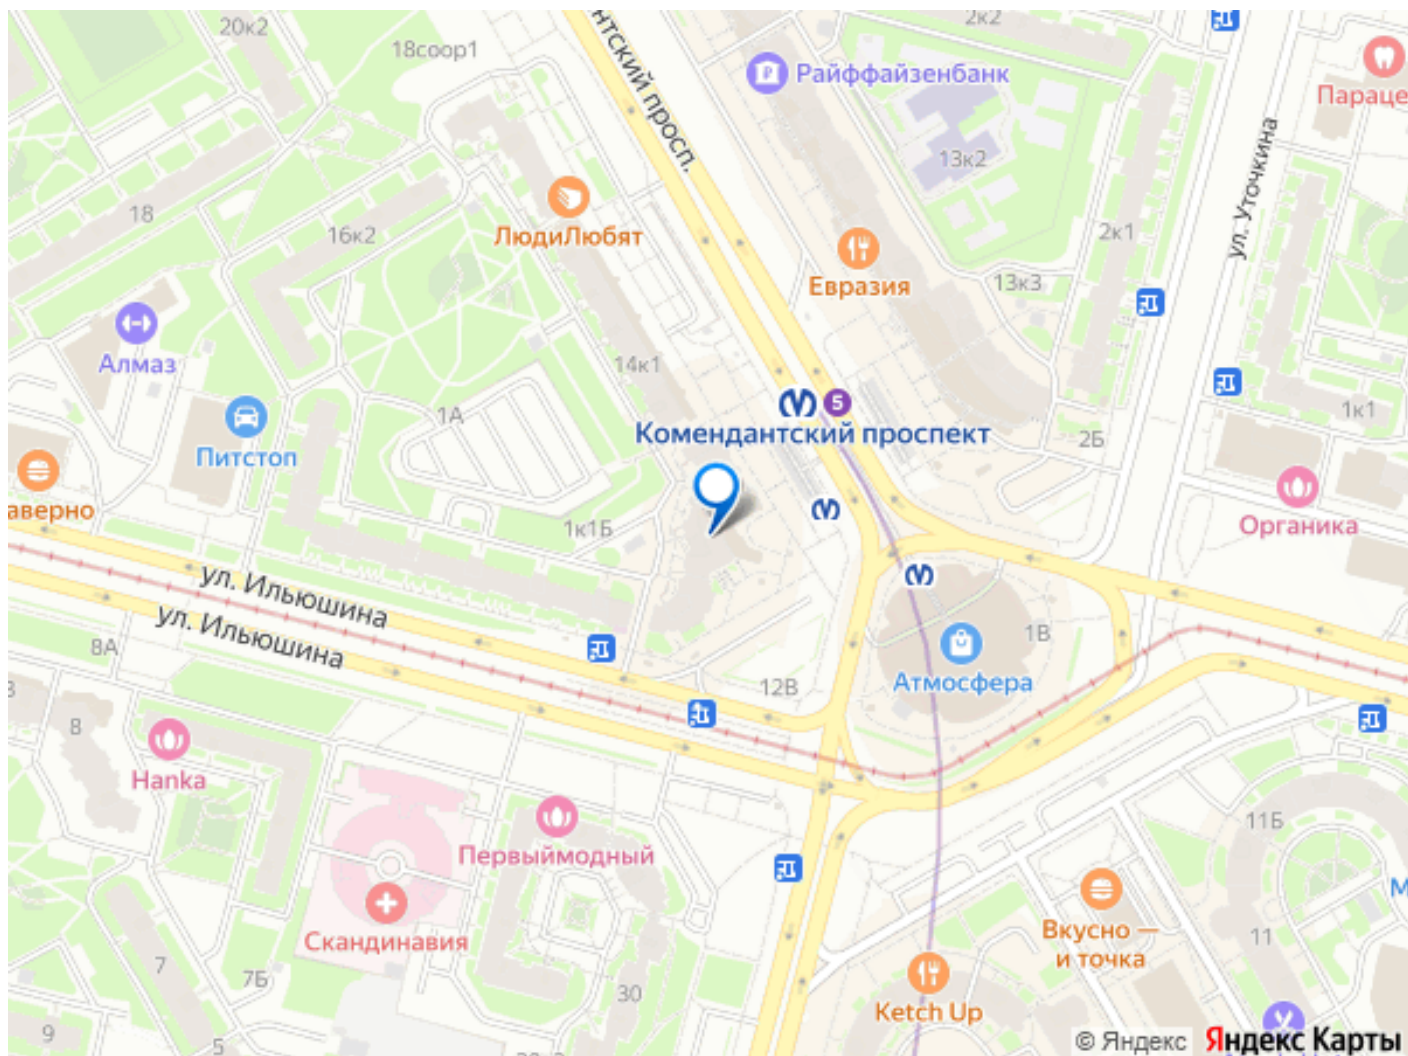 20к2
18соор1
нтский просп.
2к2
Райффайзенбанк
Параце
13к2
ул. Уточкина
18
16к2
ЛюдиЛюбят
2к1
Евразия
13к3
Алмаз
14к1
1А
5
1к1
Комендантский проспект
2Б
Питстоп
аверно
1к1Б
Органика
ул. Ильюшина
ул. Ильюшина
8А
1В
Атмосфера
12В
8
Hanka
11Б
Первыймодный
Скандинавия
Вкусно —
и точка
11
7
7Б
30
Ketch Up
9
5
© Яндекс
Яндекс Карты